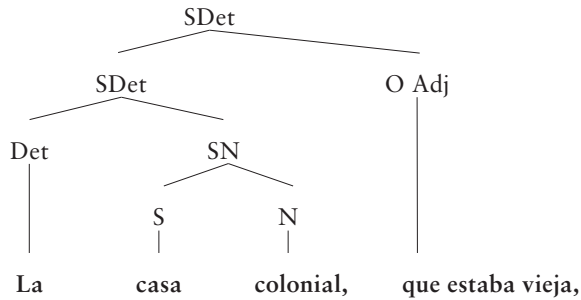 SDet
SDet O Adj
Det SN
S N
La casa colonial, que estaba vieja,